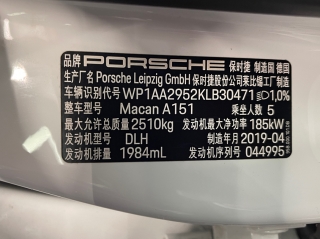 品牌 PORSCHE 保时捷 制造国 德国
生产厂名 Porsche Leipzig GmbH 保时捷股份公司莱比锡工厂制造
车辆识别代号 WP1AA2952KLB30471
整车型号 Macan A151 乘坐人数 5
最大允许总质量 2510kg 发动机最大净功率 185kW
发动机型号 DLH 制造年月 2019-04
发动机排量 1984mL 发动机序列号 044995